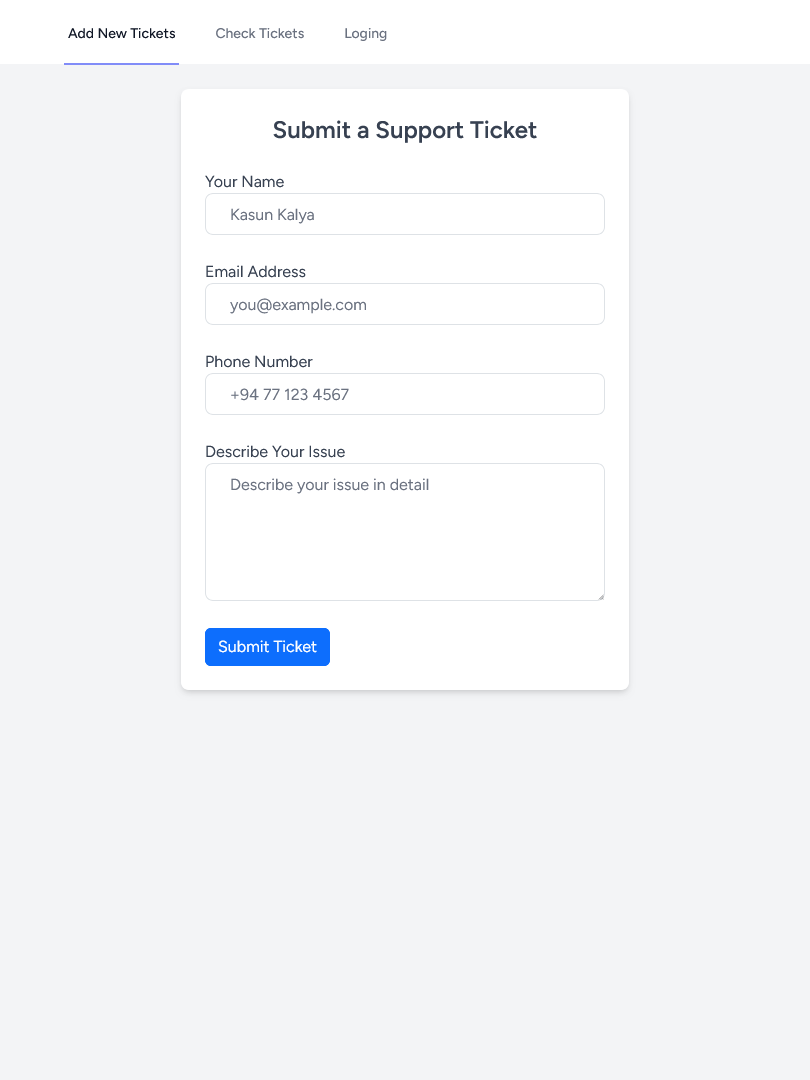 Add New Tickets Check Tickets Loging
Submit a Support Ticket
Your Name
Kasun Kalya
Email Address
you@example.com
Phone Number
+94 77 123 4567
Describe Your Issue
Describe your issue in detail
Submit Ticket